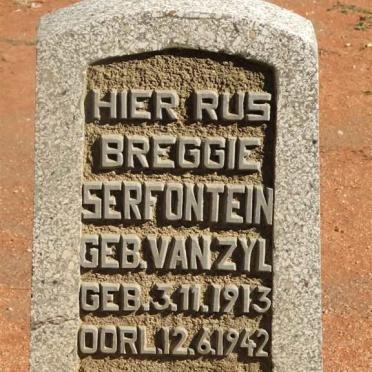 HIER RUS
BREGGIE
SERFONTEIN
GEB. VAN ZYL
GEB. 3.11.1913
OORL. 12.6.1942